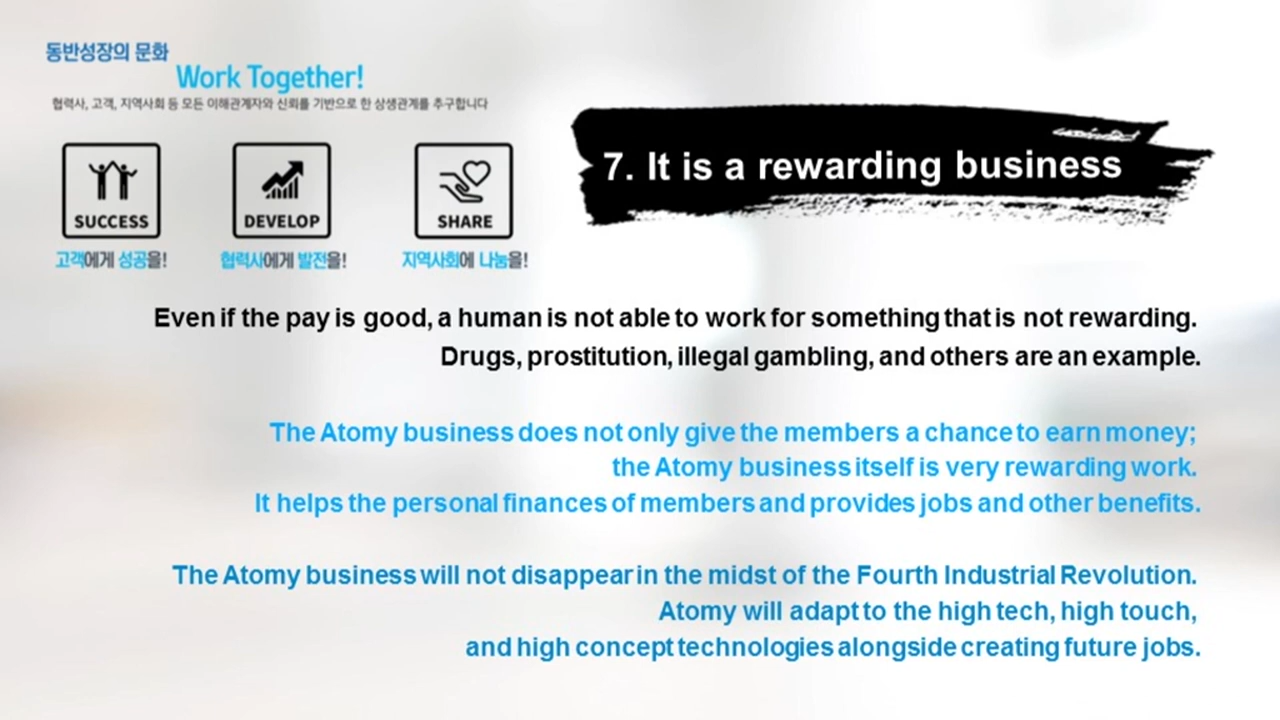 동반성장의 문화
Work Together!
협력사, 고객, 지역사회 등 모든 이해관계자와 신뢰를 기반으로 한 상생관계를 추구합니다
SUCCESS
DEVELOP
SHARE
고객에게 성공을!
협력사에게 발전을!
지역사회에 나눔을!
7. It is a rewarding business
Even if the pay is good, a human is not able to work for something that is not rewarding.
Drugs, prostitution, illegal gambling, and others are an example.
The Atomy business does not only give the members a chance to earn money;
the Atomy business itself is very rewarding work.
It helps the personal finances of members and provides jobs and other benefits.
The Atomy business will not disappear in the midst of the Fourth Industrial Revolution.
Atomy will adapt to the high tech, high touch,
and high concept technologies alongside creating future jobs.